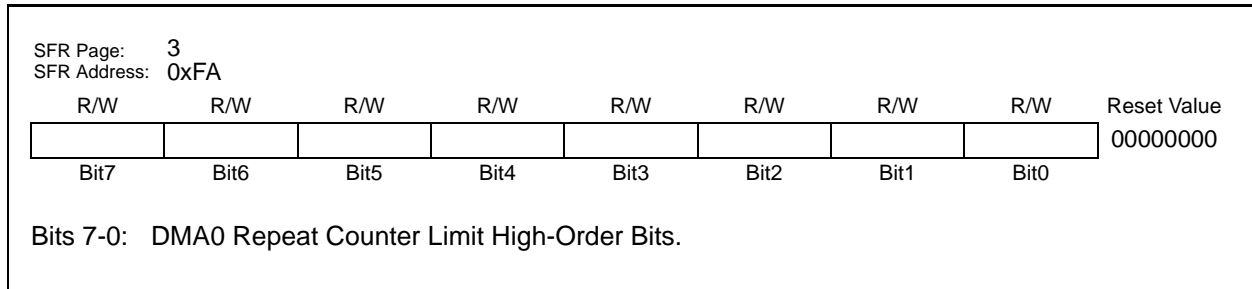 SFR Page: 3
SFR Address: 0xFA
R/W R/W R/W R/W R/W R/W R/W R/W Reset Value
00000000
Bit7 Bit6 Bit5 Bit4 Bit3 Bit2 Bit1 Bit0
Bits 7-0: DMA0 Repeat Counter Limit High-Order Bits.